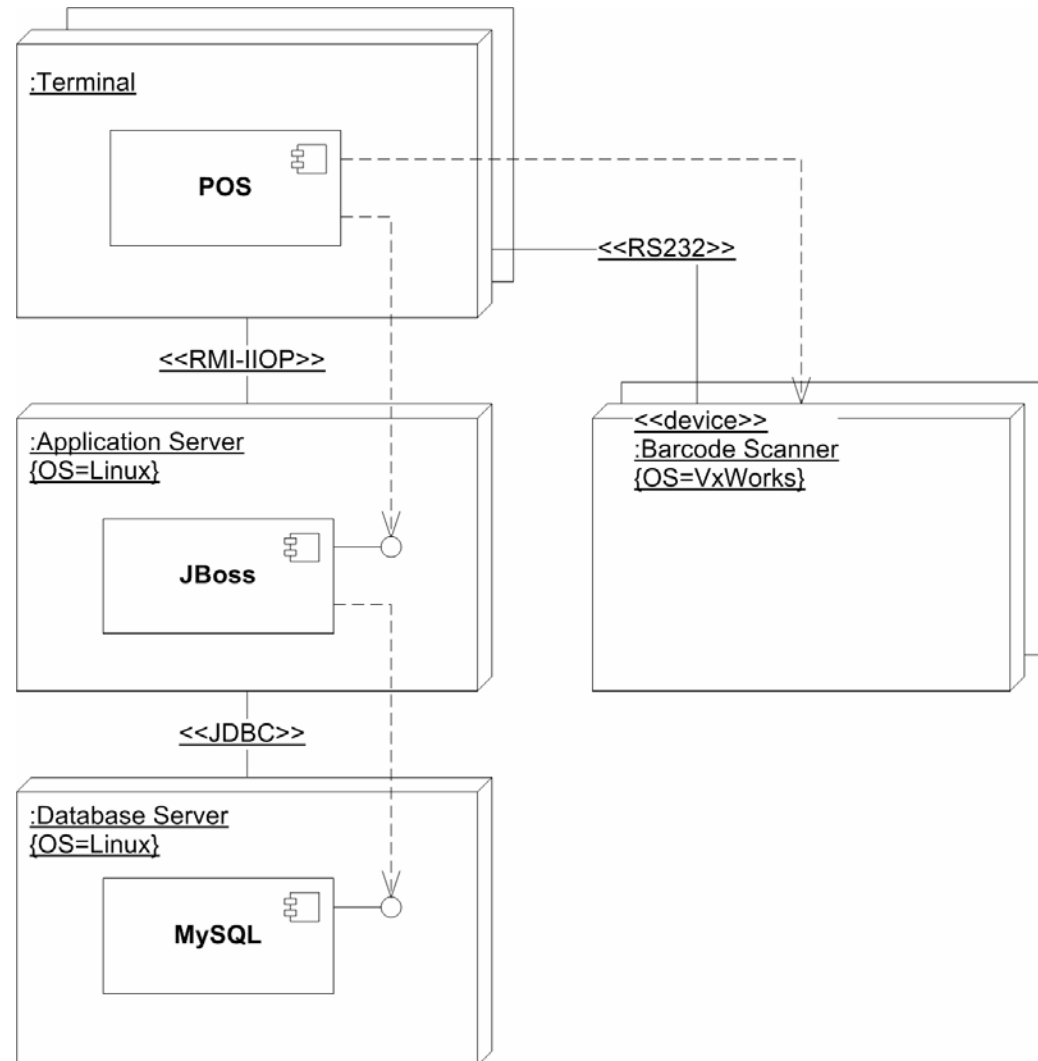 :Terminal
POS
<<RS232>>
<<RMI-IIOP>>
:Application Server
{OS=Linux}
JBoss
<<device>>
:Barcode Scanner
{OS=VxWorks}
<<JDBC>>
:Database Server
{OS=Linux}
MySQL